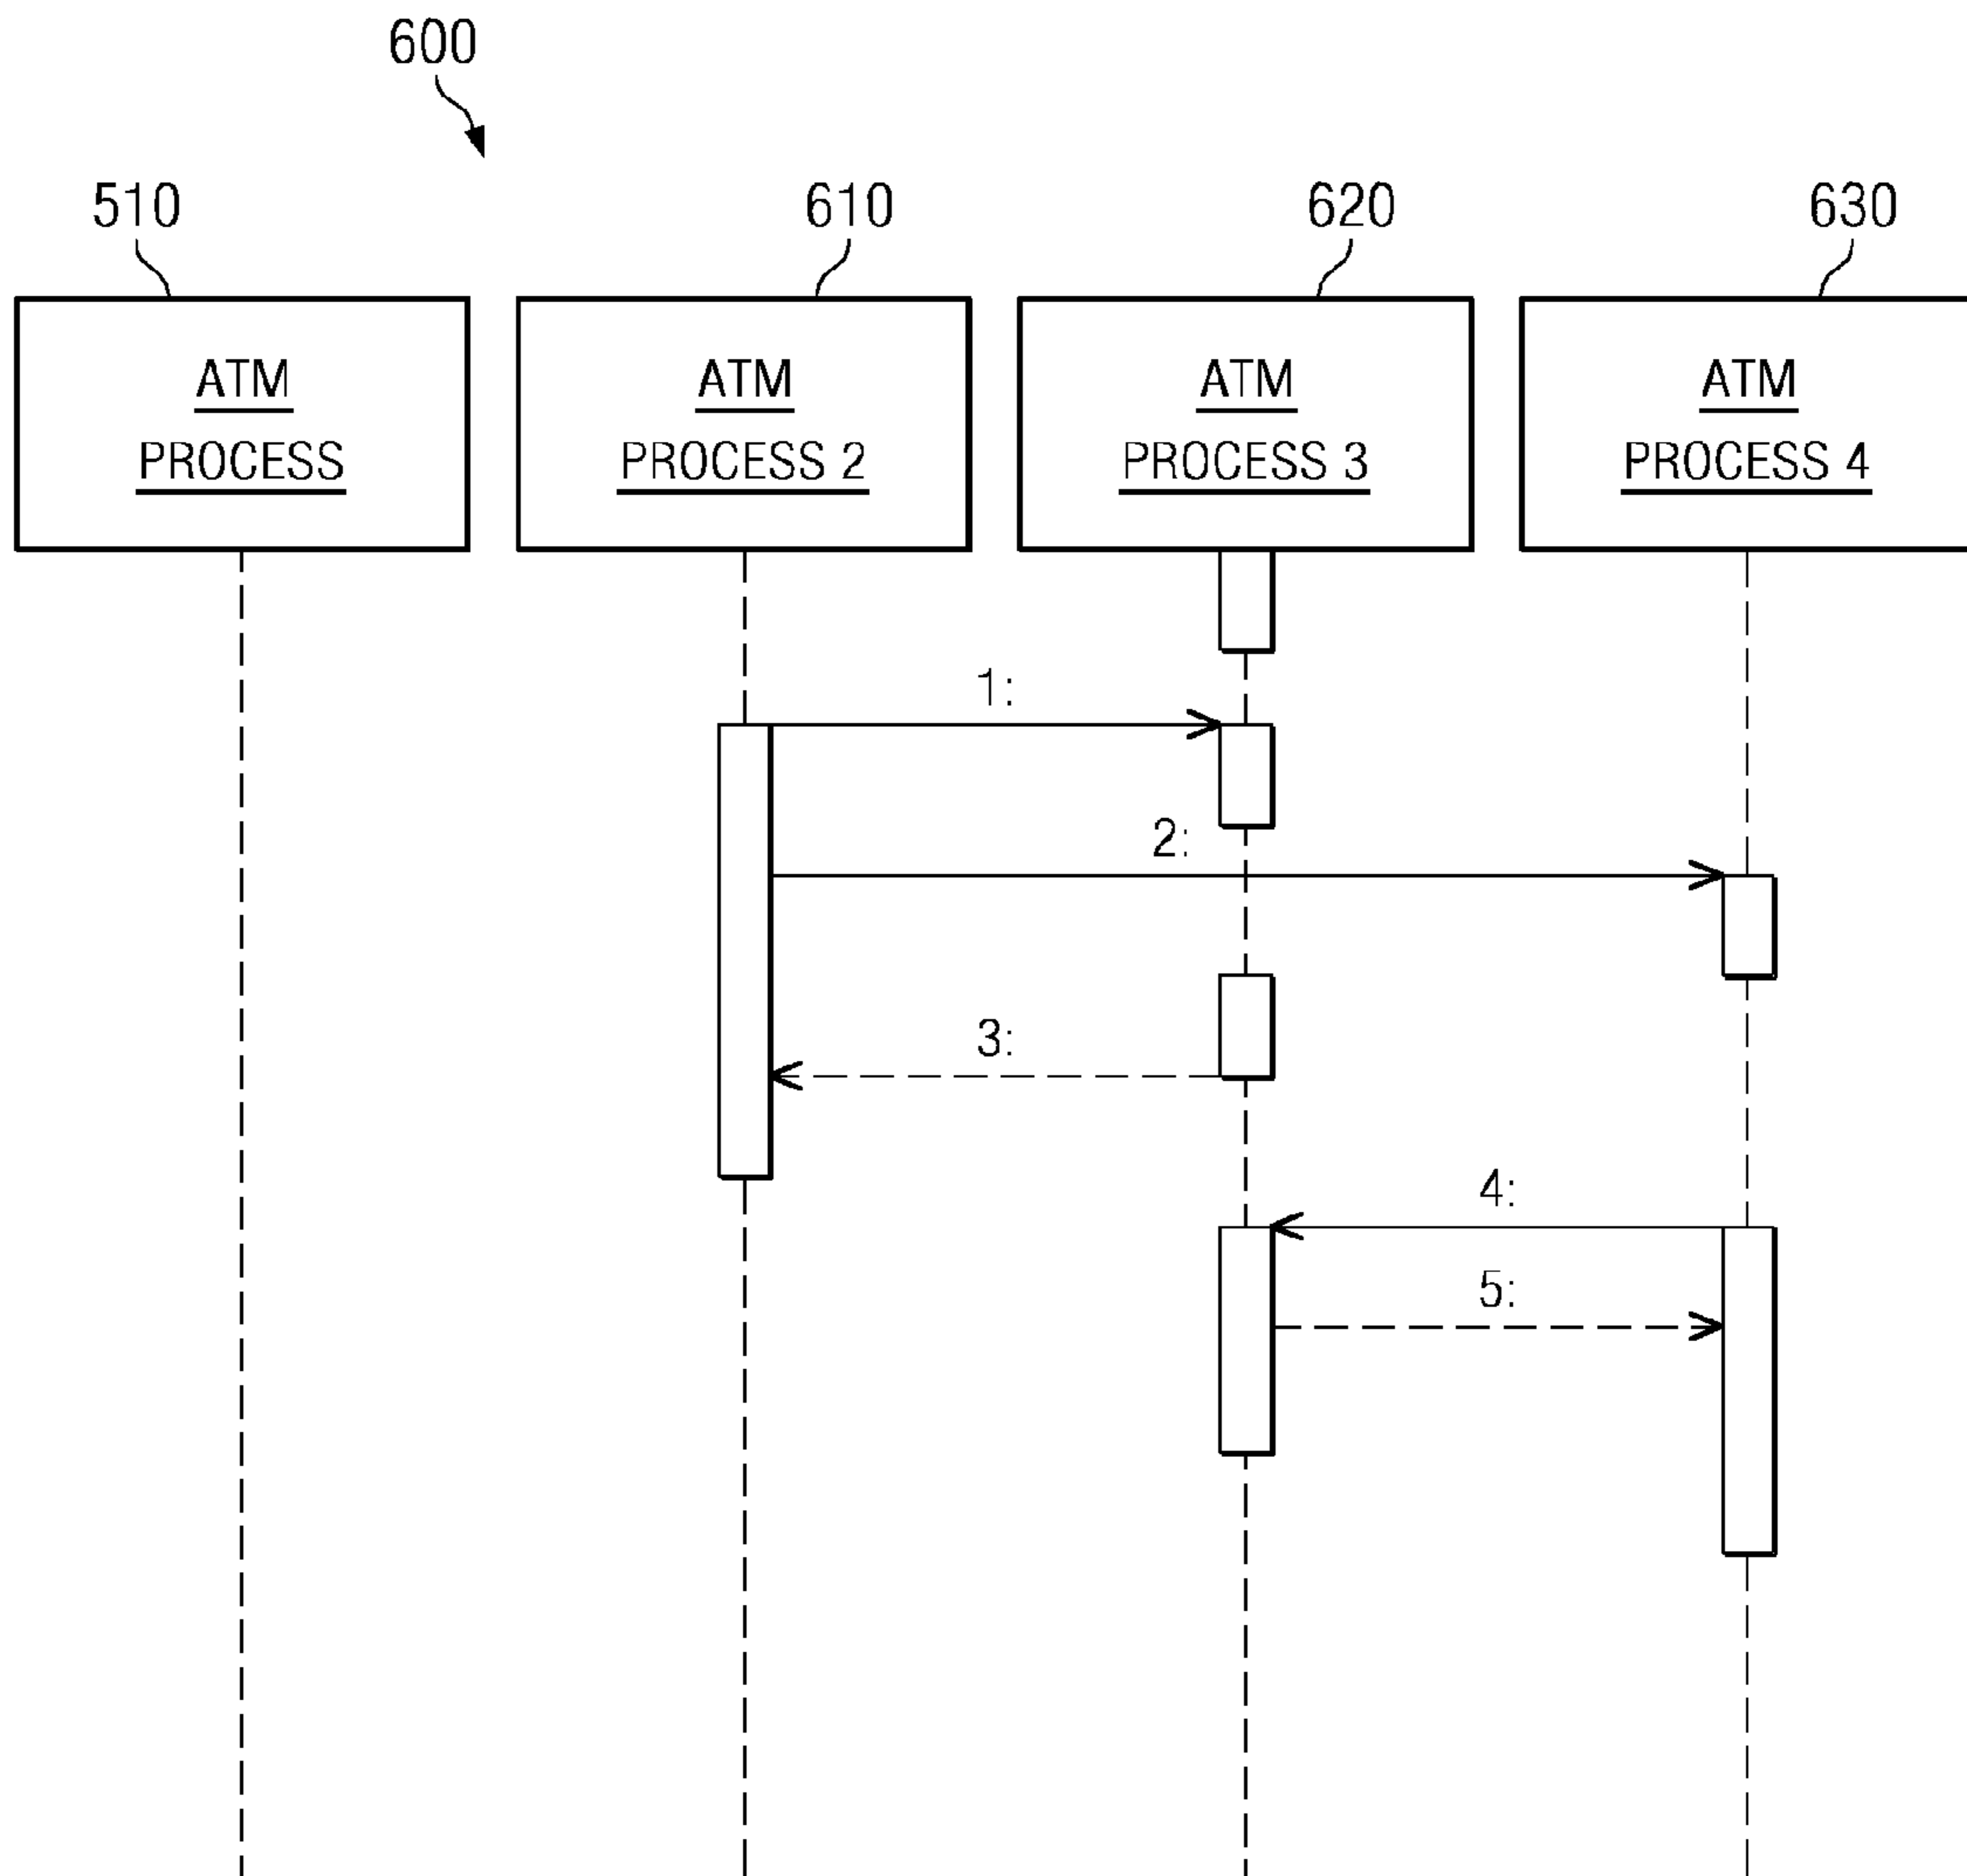 600
510
610
620
630
ATM
PROCESS
ATM
PROCESS 2
ATM
PROCESS 3
ATM
PROCESS 4
1:
2:
3:
4:
5: